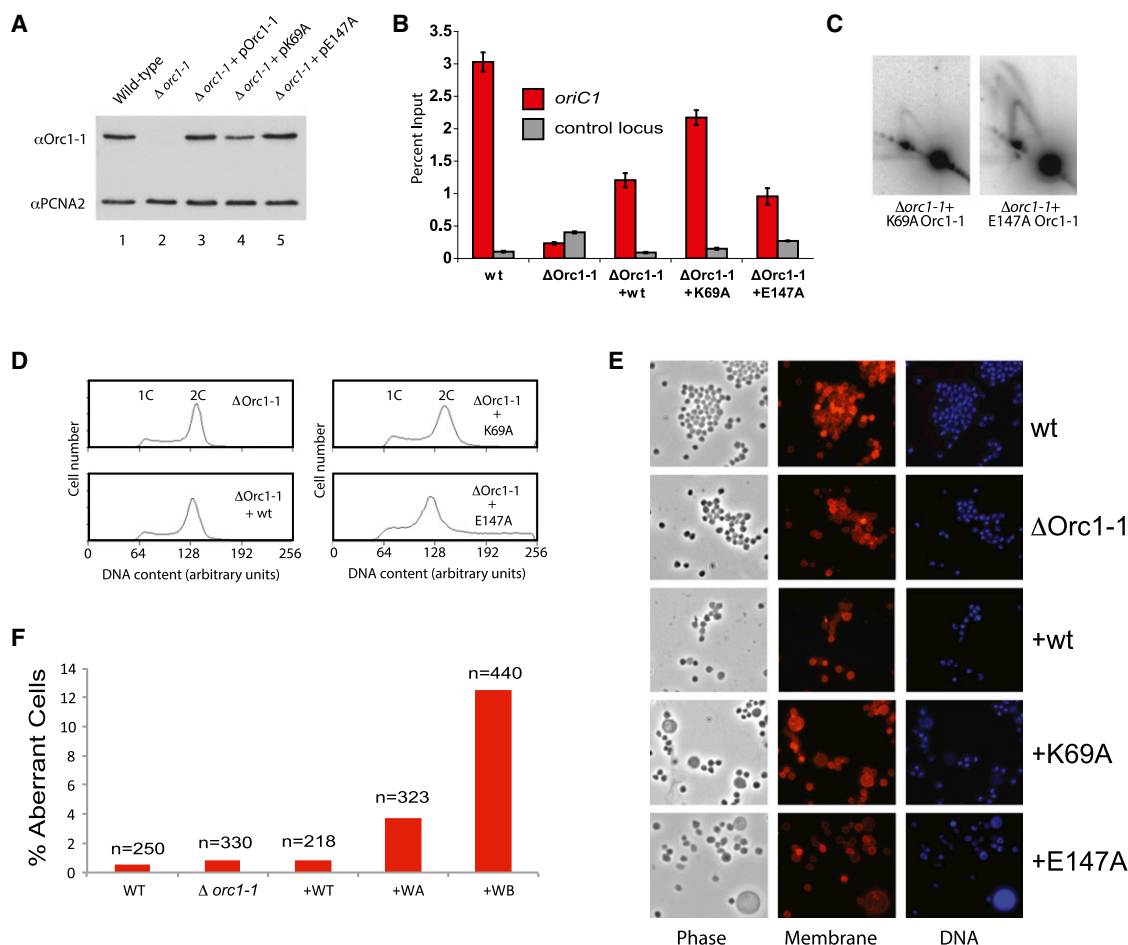 A
Wild-type
Δ orc1-1
Δ orc1-1 + pOrc1-1
Δ orc1-1 + pK69A
Δ orc1-1 + pE147A
αOrc1-1
αPCNA2
1 2 3 4 5
B
3.5
3
2.5
2
1.5
1
0.5
0
Percent Input
oriC1
control locus
wt
ΔOrc1-1
ΔOrc1-1
+wt
ΔOrc1-1
+K69A
ΔOrc1-1
+E147A
C
Δorc1-1+
K69A Orc1-1
Δorc1-1+
E147A Orc1-1
D
Cell number
1C 2C
ΔOrc1-1
ΔOrc1-1
+ wt
0 64 128 192 256
DNA content (arbitrary units)
Cell number
1C 2C
ΔOrc1-1
+
K69A
ΔOrc1-1
+
E147A
0 64 128 192 256
DNA content (arbitrary units)
E
wt
ΔOrc1-1
+wt
+K69A
+E147A
Phase
Membrane
DNA
F
% Aberrant Cells
14
12
10
8
6
4
2
0
n=250
n=330
n=218
n=323
n=440
WT
Δ orc1-1
+WT
+WA
+WB